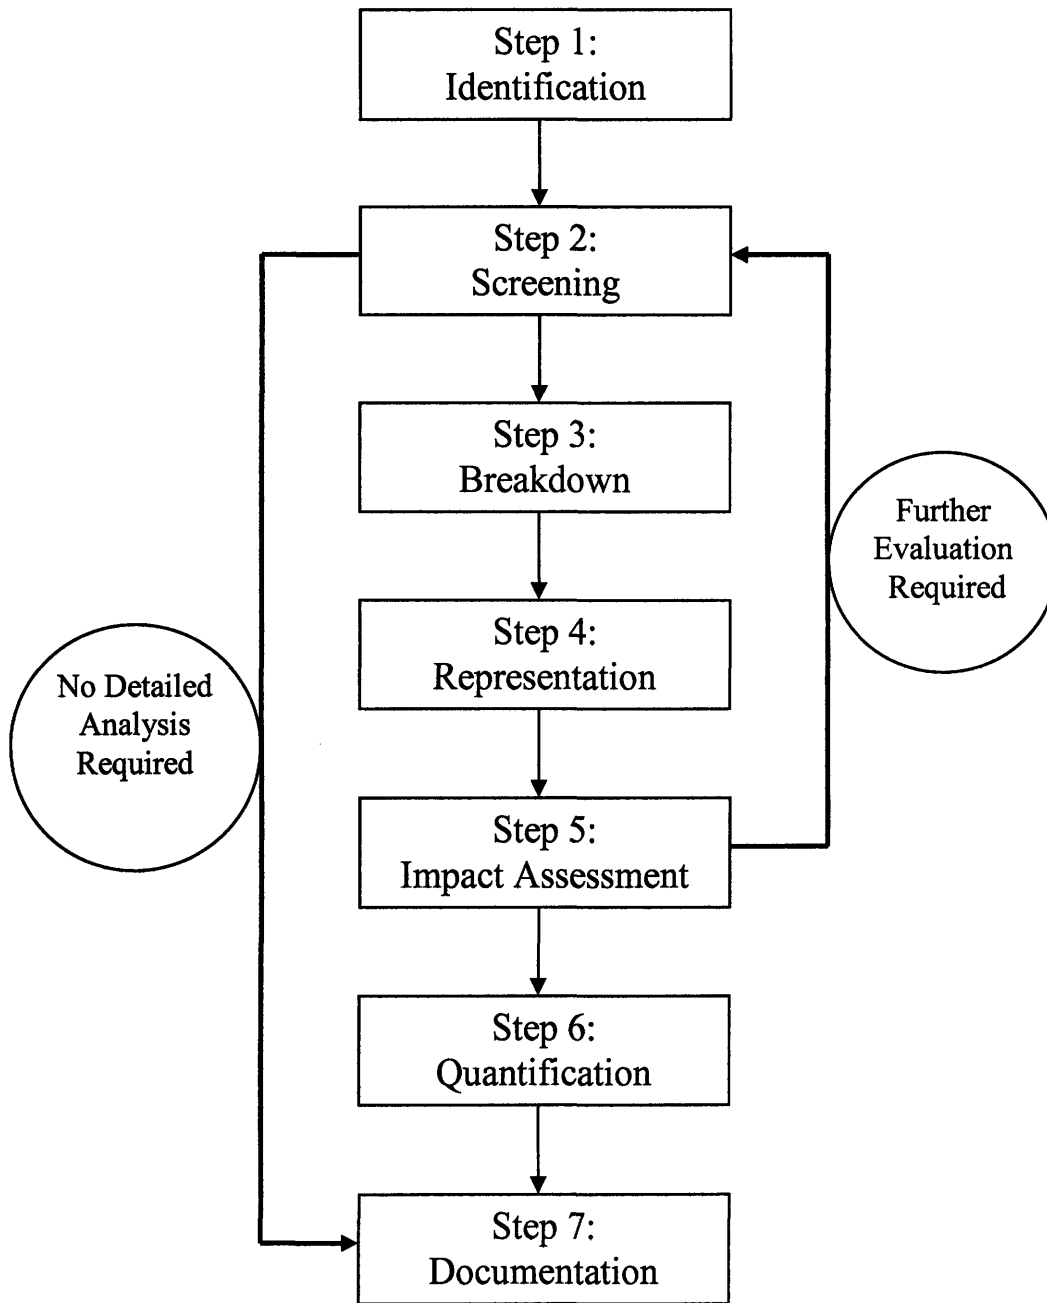 Step 1:
Identification
Step 2:
Screening
Step 3:
Breakdown
Further
Evaluation
Required
Step 4:
Representation
No Detailed
Analysis
Required
Step 5:
Impact Assessment
Step 6:
Quantification
Step 7:
Documentation